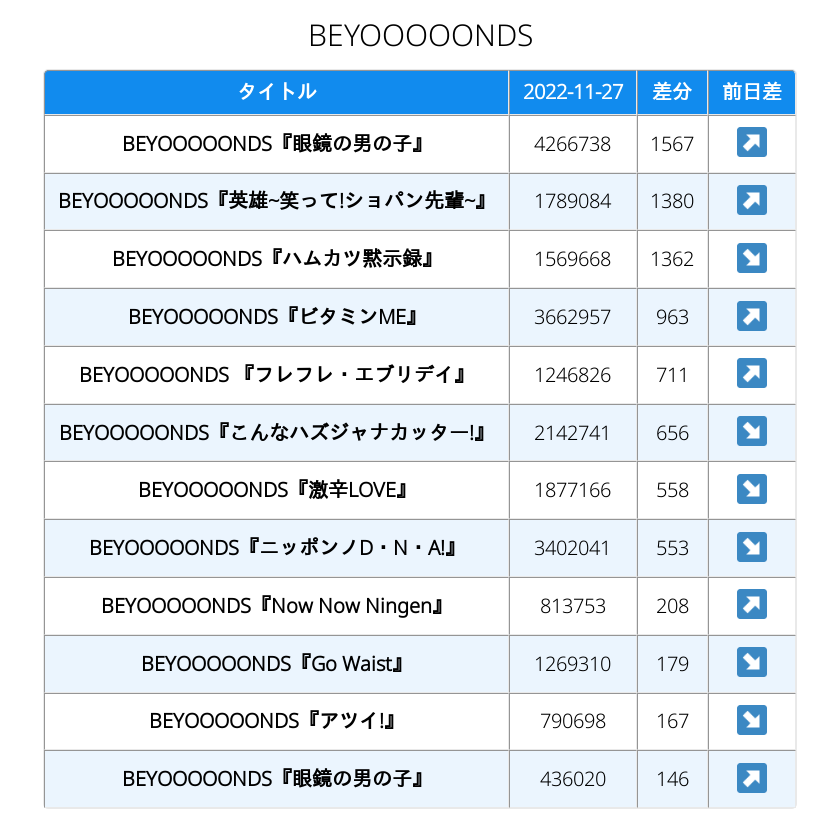 BEYOOOOONDS
タイトル 2022-11-27 差分 前日差
BEYOOOOONDS『眼鏡の男の子』 4266738 1567 ↗
BEYOOOOONDS『英雄~笑って!ショパン先輩~』 1789084 1380 ↗
BEYOOOOONDS『ハムカツ黙示録』 1569668 1362 ↘
BEYOOOOONDS『ビタミンME』 3662957 963 ↗
BEYOOOOONDS 『フレフレ・エブリデイ』 1246826 711 ↗
BEYOOOOONDS『こんなハズジャナカッター!』 2142741 656 ↘
BEYOOOOONDS『激辛LOVE』 1877166 558 ↘
BEYOOOOONDS『ニッポンノD・N・A!』 3402041 553 ↘
BEYOOOOONDS『Now Now Ningen』 813753 208 ↗
BEYOOOOONDS『Go Waist』 1269310 179 ↘
BEYOOOOONDS『アツイ!』 790698 167 ↘
BEYOOOOONDS『眼鏡の男の子』 436020 146 ↗